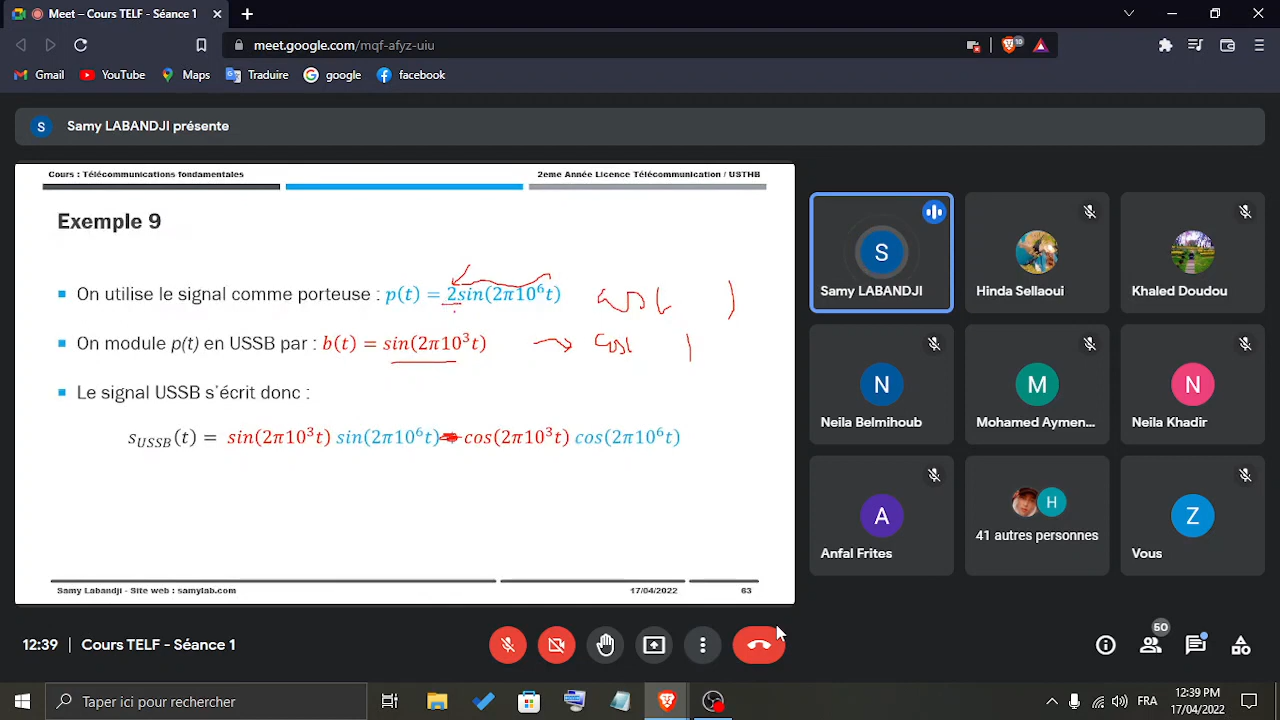 Meet – Cours TELF - Séance 1
meet.google.com/mqf-afyz-uiu
10
Gmail YouTube Maps Traduire google facebook
S Samy LABANDJI présente
Cours : Télécommunications fondamentales 2eme Année Licence Télécommunication / USTHB
Exemple 9
On utilise le signal comme porteuse : p(t) = 2sin(2π10⁶t) cos( )
On module p(t) en USSB par : b(t) = sin(2π10³t) → cos( )
Le signal USSB s'écrit donc :
s_USSB(t) = sin(2π10³t) sin(2π10⁶t) cos(2π10³t) cos(2π10⁶t)
Samy Labandji - Site web : samylab.com 17/04/2022 63
S
Samy LABANDJI
Hinda Sellaoui
Khaled Doudou
N
Neila Belmihoub
M
Mohamed Aymen...
N
Neila Khadir
A
Anfal Frites
H
41 autres personnes
Z
Vous
12:39 Cours TELF - Séance 1
60
Taper ici pour rechercher
FRA
12:39 PM
17/04/2022